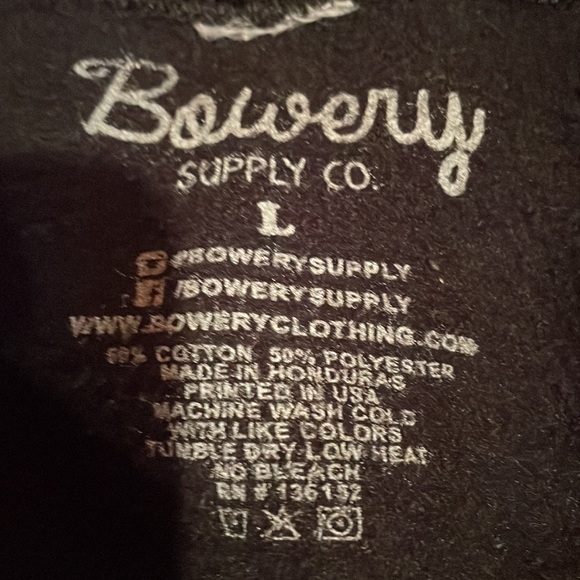 Bowery
SUPPLY CO.
L
#BOWERYSUPPLY
/BOWERYSUPPLY
WWW.BOWERYCLOTHING.COM
50% COTTON 50% POLYESTER
MADE IN HONDURAS
PRINTED IN USA
MACHINE WASH COLD
WITH LIKE COLORS
TUMBLE DRY LOW HEAT
NO BLEACH
RN # 136152